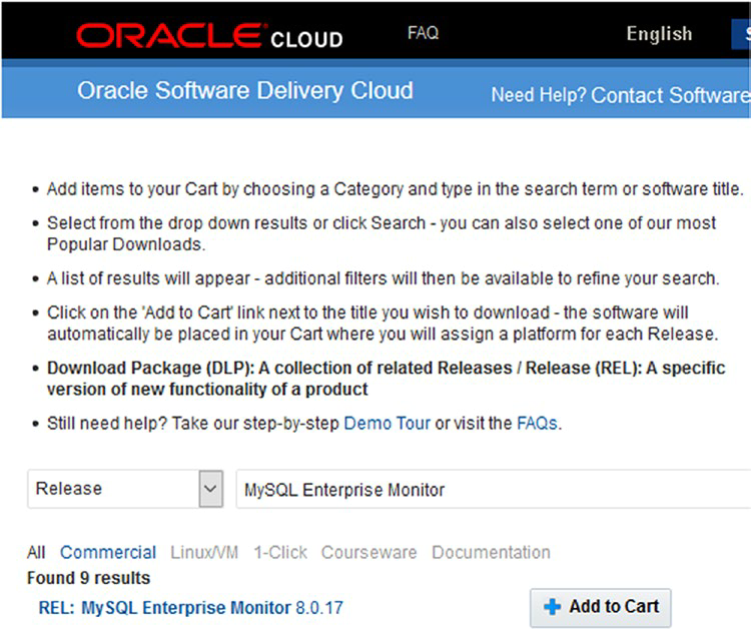 ORACLE CLOUD FAQ English
Oracle Software Delivery Cloud Need Help? Contact Software
• Add items to your Cart by choosing a Category and type in the search term or software title.
• Select from the drop down results or click Search - you can also select one of our most
Popular Downloads.
• A list of results will appear - additional filters will then be available to refine your search.
• Click on the 'Add to Cart' link next to the title you wish to download - the software will
automatically be placed in your Cart where you will assign a platform for each Release.
• Download Package (DLP): A collection of related Releases / Release (REL): A specific
version of new functionality of a product
• Still need help? Take our step-by-step Demo Tour or visit the FAQs.
Release MySQL Enterprise Monitor
All Commercial Linux/VM 1-Click Courseware Documentation
Found 9 results
REL: MySQL Enterprise Monitor 8.0.17 Add to Cart